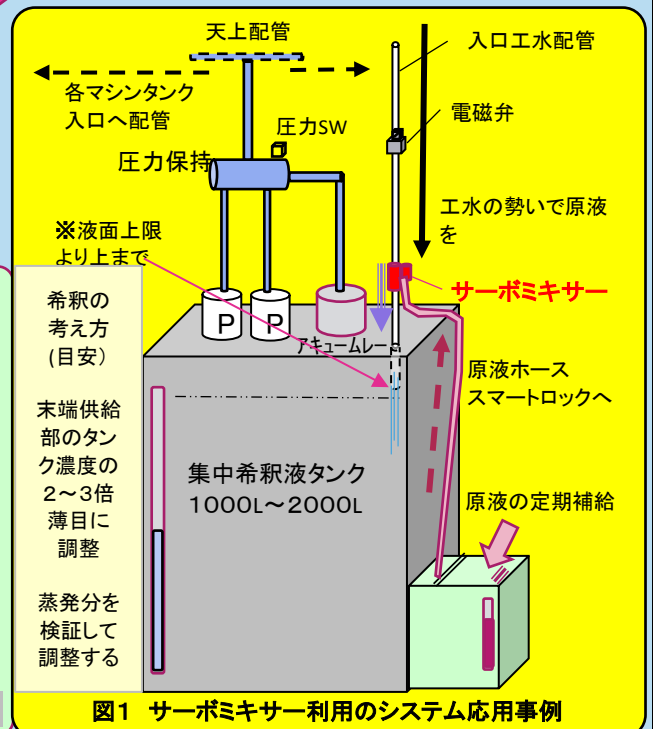 天上配管
入口工水配管
各マシンタンク
入口へ配管
圧力SW
電磁弁
圧力保持
工水の勢いで原液
を
※液面上限
より上まで
サーボミキサー
希釈の
考え方
(目安)
P
P
アキュームレー
原液ホース
スマートロックへ
末端供給
部のタン
ク濃度の
2〜3倍
薄目に
調整
集中希釈液タンク
1000L〜2000L
原液の定期補給
蒸発分を
検証して
調整する
図1 サーボミキサー利用のシステム応用事例